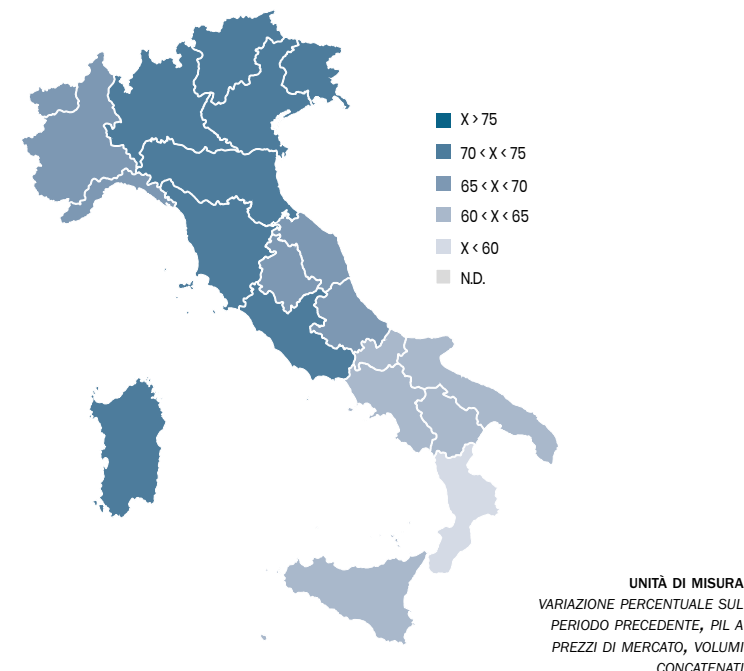 X > 75
70 < X < 75
65 < X < 70
60 < X < 65
X < 60
N.D.
UNITÀ DI MISURA
VARIAZIONE PERCENTUALE SUL
PERIODO PRECEDENTE, PIL A
PREZZI DI MERCATO, VOLUMI
CONCATENATI